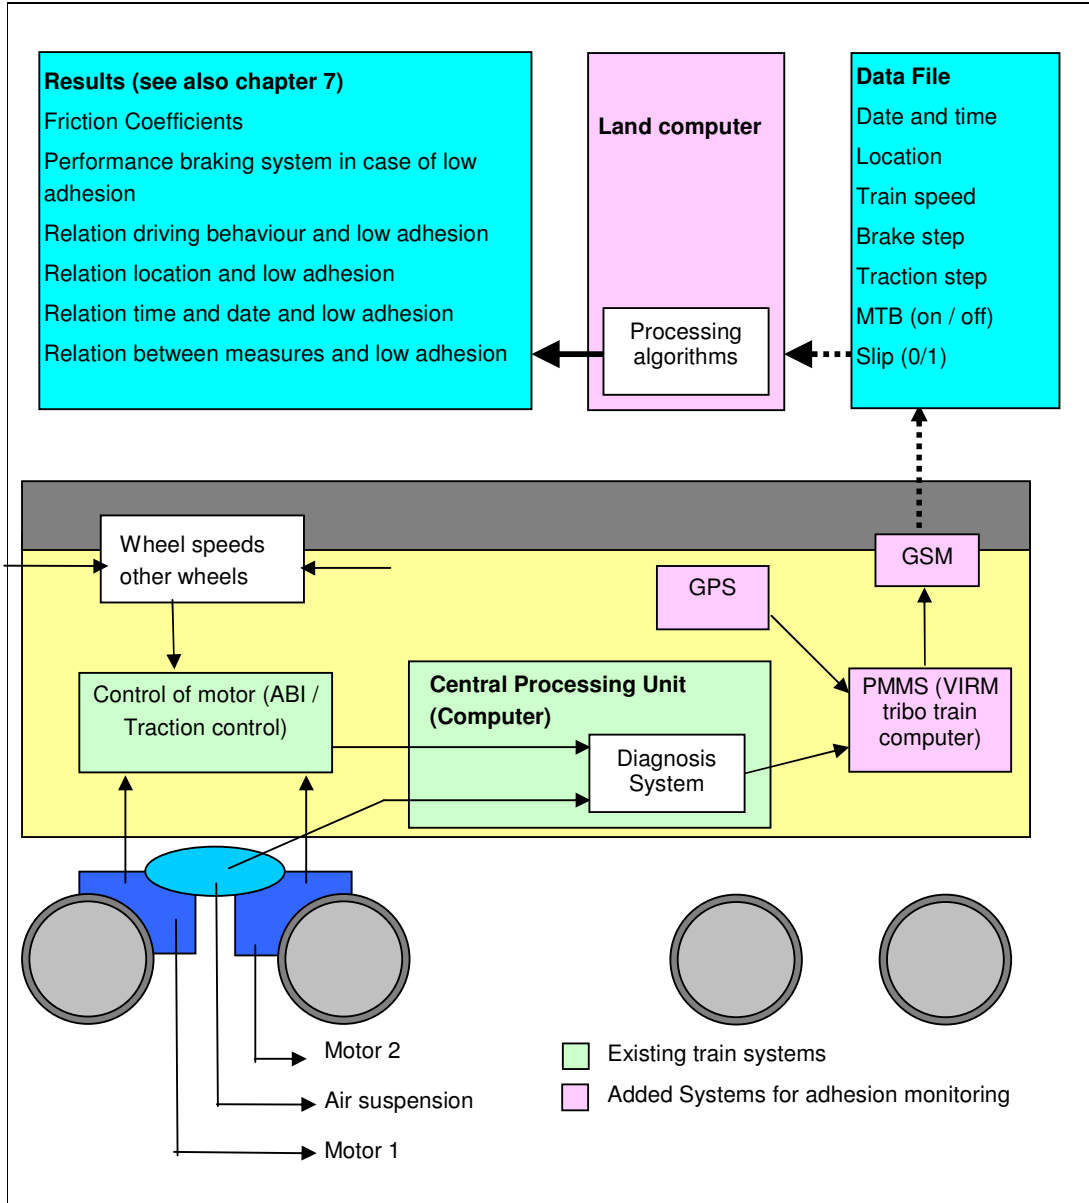 Results (see also chapter 7)
Friction Coefficients
Performance braking system in case of low
adhesion
Relation driving behaviour and low adhesion
Relation location and low adhesion
Relation time and date and low adhesion
Relation between measures and low adhesion
Land computer
Processing
algorithms
Data File
Date and time
Location
Train speed
Brake step
Traction step
MTB (on / off)
Slip (0/1)
Wheel speeds
other wheels
GSM
GPS
Control of motor (ABI /
Traction control)
Central Processing Unit
(Computer)
Diagnosis
System
PMMS (VIRM
tribo train
computer)
Motor 2
Air suspension
Motor 1
Existing train systems
Added Systems for adhesion monitoring